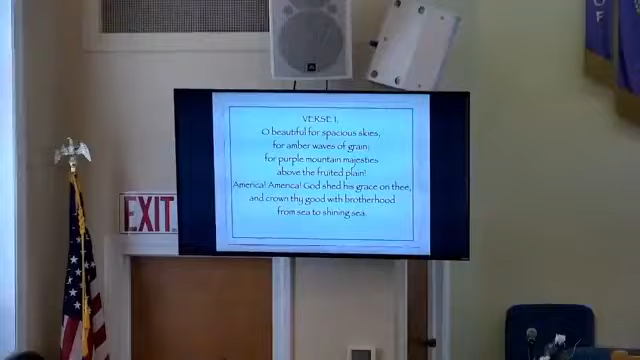 VERSE 1,
O beautiful for spacious skies,
for amber waves of grain;
for purple mountain majesties
above the fruited plain!
America! America! God shed his grace on thee,
and crown thy good with brotherhood
from sea to shining sea.
EXIT
OF